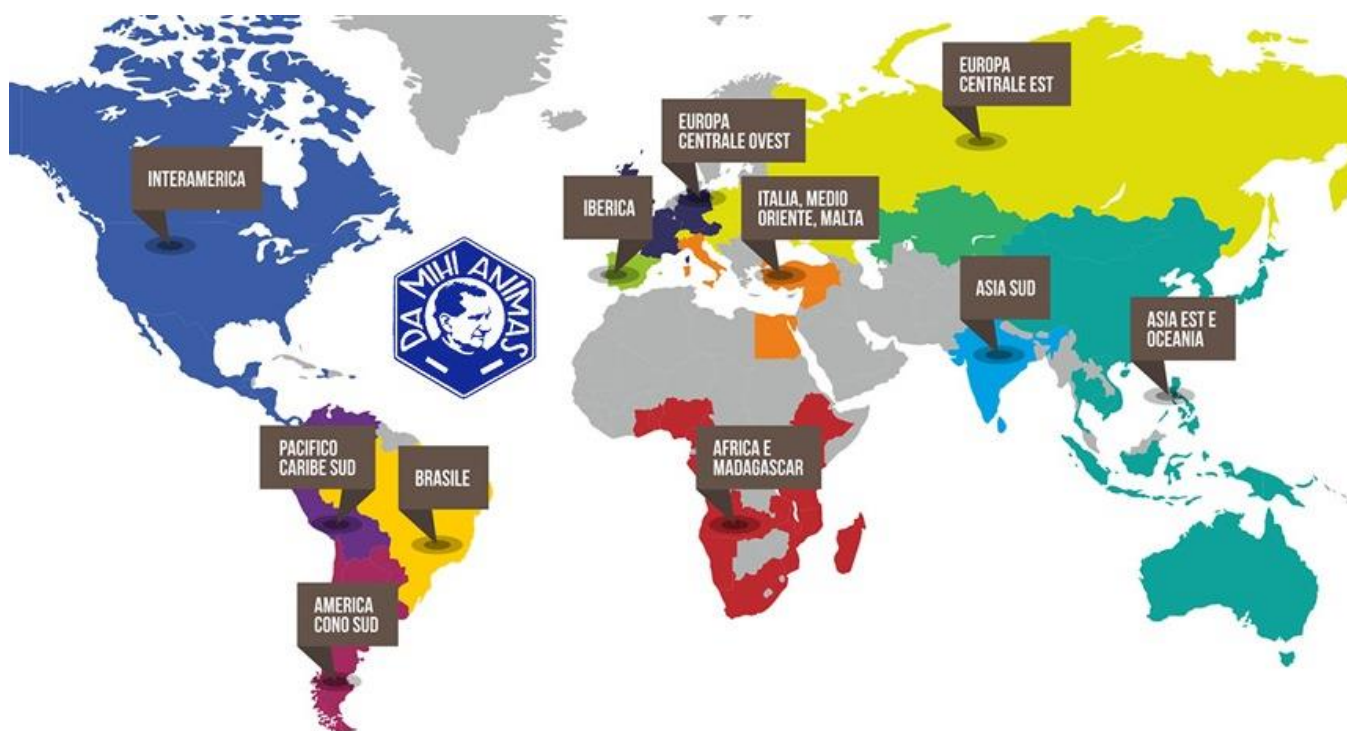 EUROPA
CENTRALE EST
EUROPA
CENTRALE OVEST
INTERAMERICA
IBERICA
ITALIA, MEDIO
ORIENTE, MALTA
DA MIHI ANIMAS
ASIA SUD
ASIA EST E
OCEANIA
PACIFICO
CARIBE SUD
BRASILE
AFRICA E
MADAGASCAR
AMERICA
CONO SUD